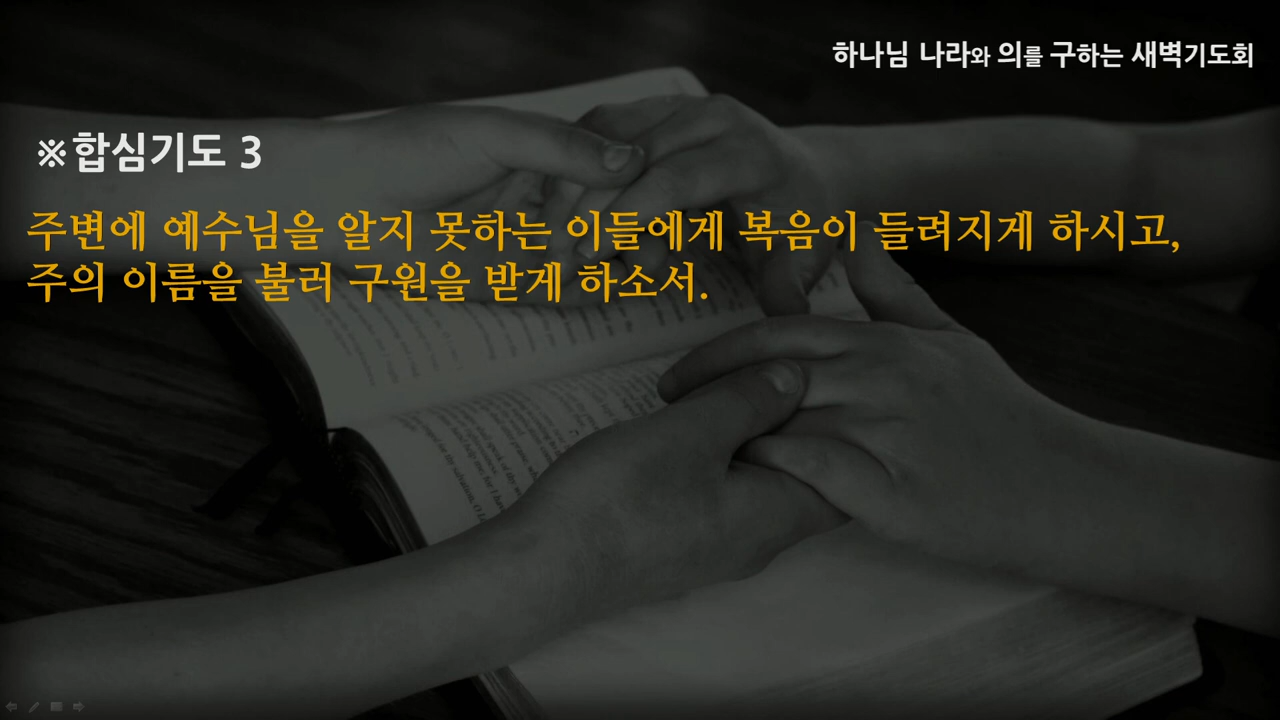 하나님 나라와 의를 구하는 새벽기도회
※합심기도 3
주변에 예수님을 알지 못하는 이들에게 복음이 들려지게 하시고,
주의 이름을 불러 구원을 받게 하소서.